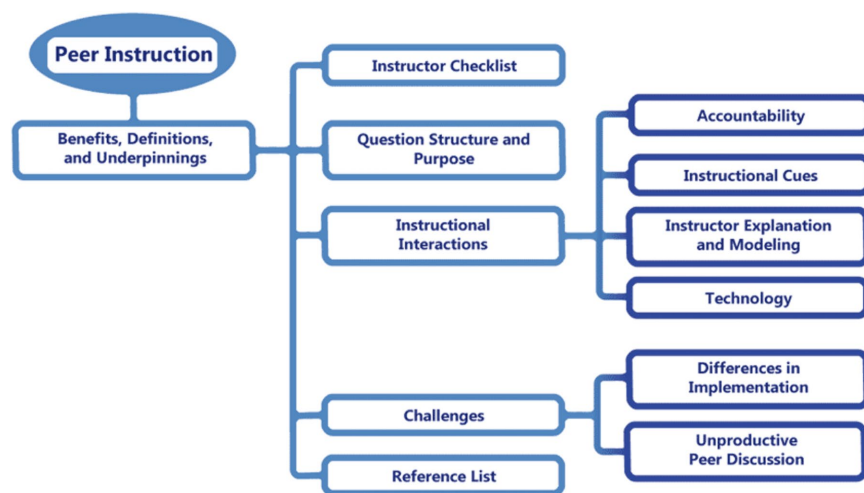 Peer Instruction
Benefits, Definitions,
and Underpinnings
Instructor Checklist
Question Structure and
Purpose
Instructional
Interactions
Accountability
Instructional Cues
Instructor Explanation
and Modeling
Technology
Challenges
Differences in
Implementation
Unproductive
Peer Discussion
Reference List